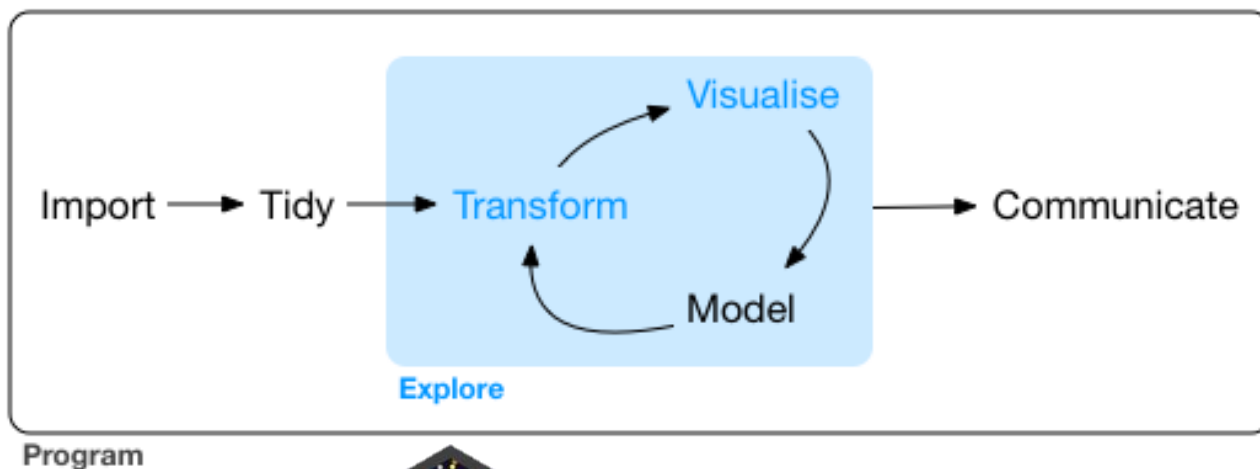 Visualise
Import Tidy Transform Communicate
Model
Explore
Program